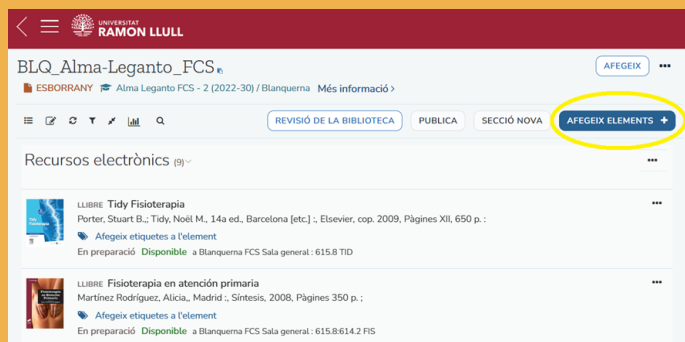 UNIVERSITAT
RAMON LLULL
BLQ_Alma-Leganto_FCS
AFEGEIX
ESBORRANY Alma Leganto FCS - 2 (2022-30) / Blanquerna Més informació >
REVISIÓ DE LA BIBLIOTECA PUBLICA SECCIÓ NOVA AFEGEIX ELEMENTS +
Recursos electrònics (9)
LLIBRE Tidy Fisioterapia
Porter, Stuart B.,; Tidy, Noël M., 14a ed., Barcelona [etc.] :, Elsevier, cop. 2009, Pàgines XII, 650 p. :
Afegeix etiquetes a l'element
En preparació Disponible a Blanquerna FCS Sala general : 615.8 TID
LLIBRE Fisioterapia en atención primaria
Martínez Rodríguez, Alicia,, Madrid :, Síntesis, 2008, Pàgines 350 p. ;
Afegeix etiquetes a l'element
En preparació Disponible a Blanquerna FCS Sala general : 615.8:614.2 FIS